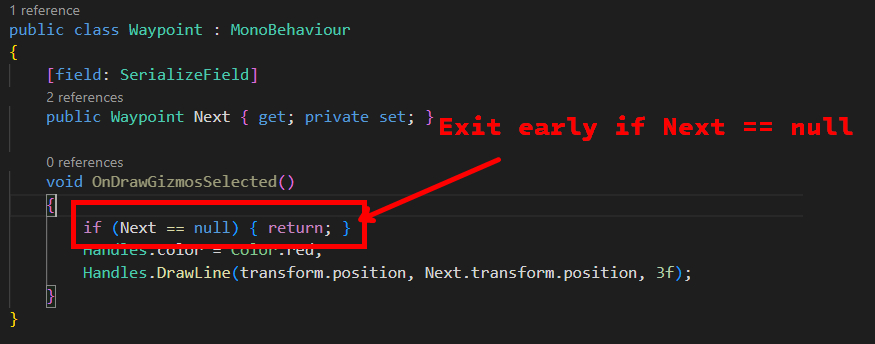 1 reference
public class Waypoint : MonoBehaviour
{
[field: SerializeField]
2 references
public Waypoint Next { get; private set; }
Exit early if Next == null
0 references
void OnDrawGizmosSelected()
{
if (Next == null) { return; }
Handles.color = Color.red;
Handles.DrawLine(transform.position, Next.transform.position, 3f);
}
}